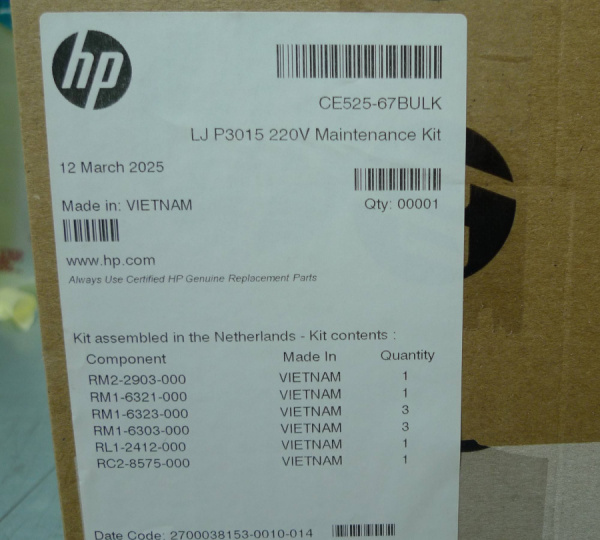 hp
CE525-67BULK
LJ P3015 220V Maintenance Kit
12 March 2025
Made in: VIETNAM
Qty: 00001
www.hp.com
Always Use Certified HP Genuine Replacement Parts
Kit assembled in the Netherlands - Kit contents :
Component Made In Quantity
RM2-2903-000 VIETNAM 1
RM1-6321-000 VIETNAM 1
RM1-6323-000 VIETNAM 3
RM1-6303-000 VIETNAM 3
RL1-2412-000 VIETNAM 1
RC2-8575-000 VIETNAM 1
Date Code: 2700038153-0010-014